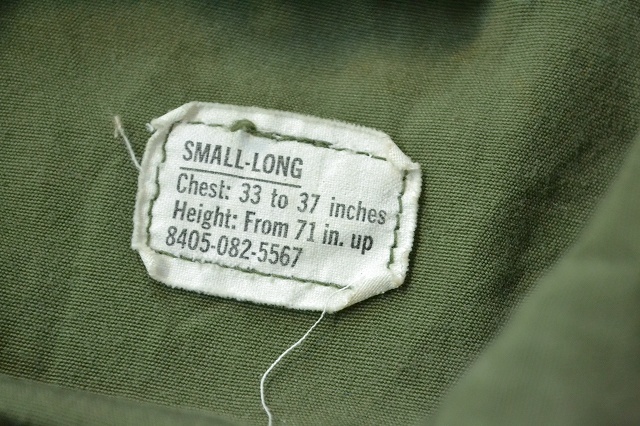 SMALL-LONG
Chest: 33 to 37 inches
Height: From 71 in. up
8405-082-5567